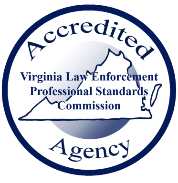 Accredited
Virginia Law Enforcement
Professional Standards
Commission
Agency